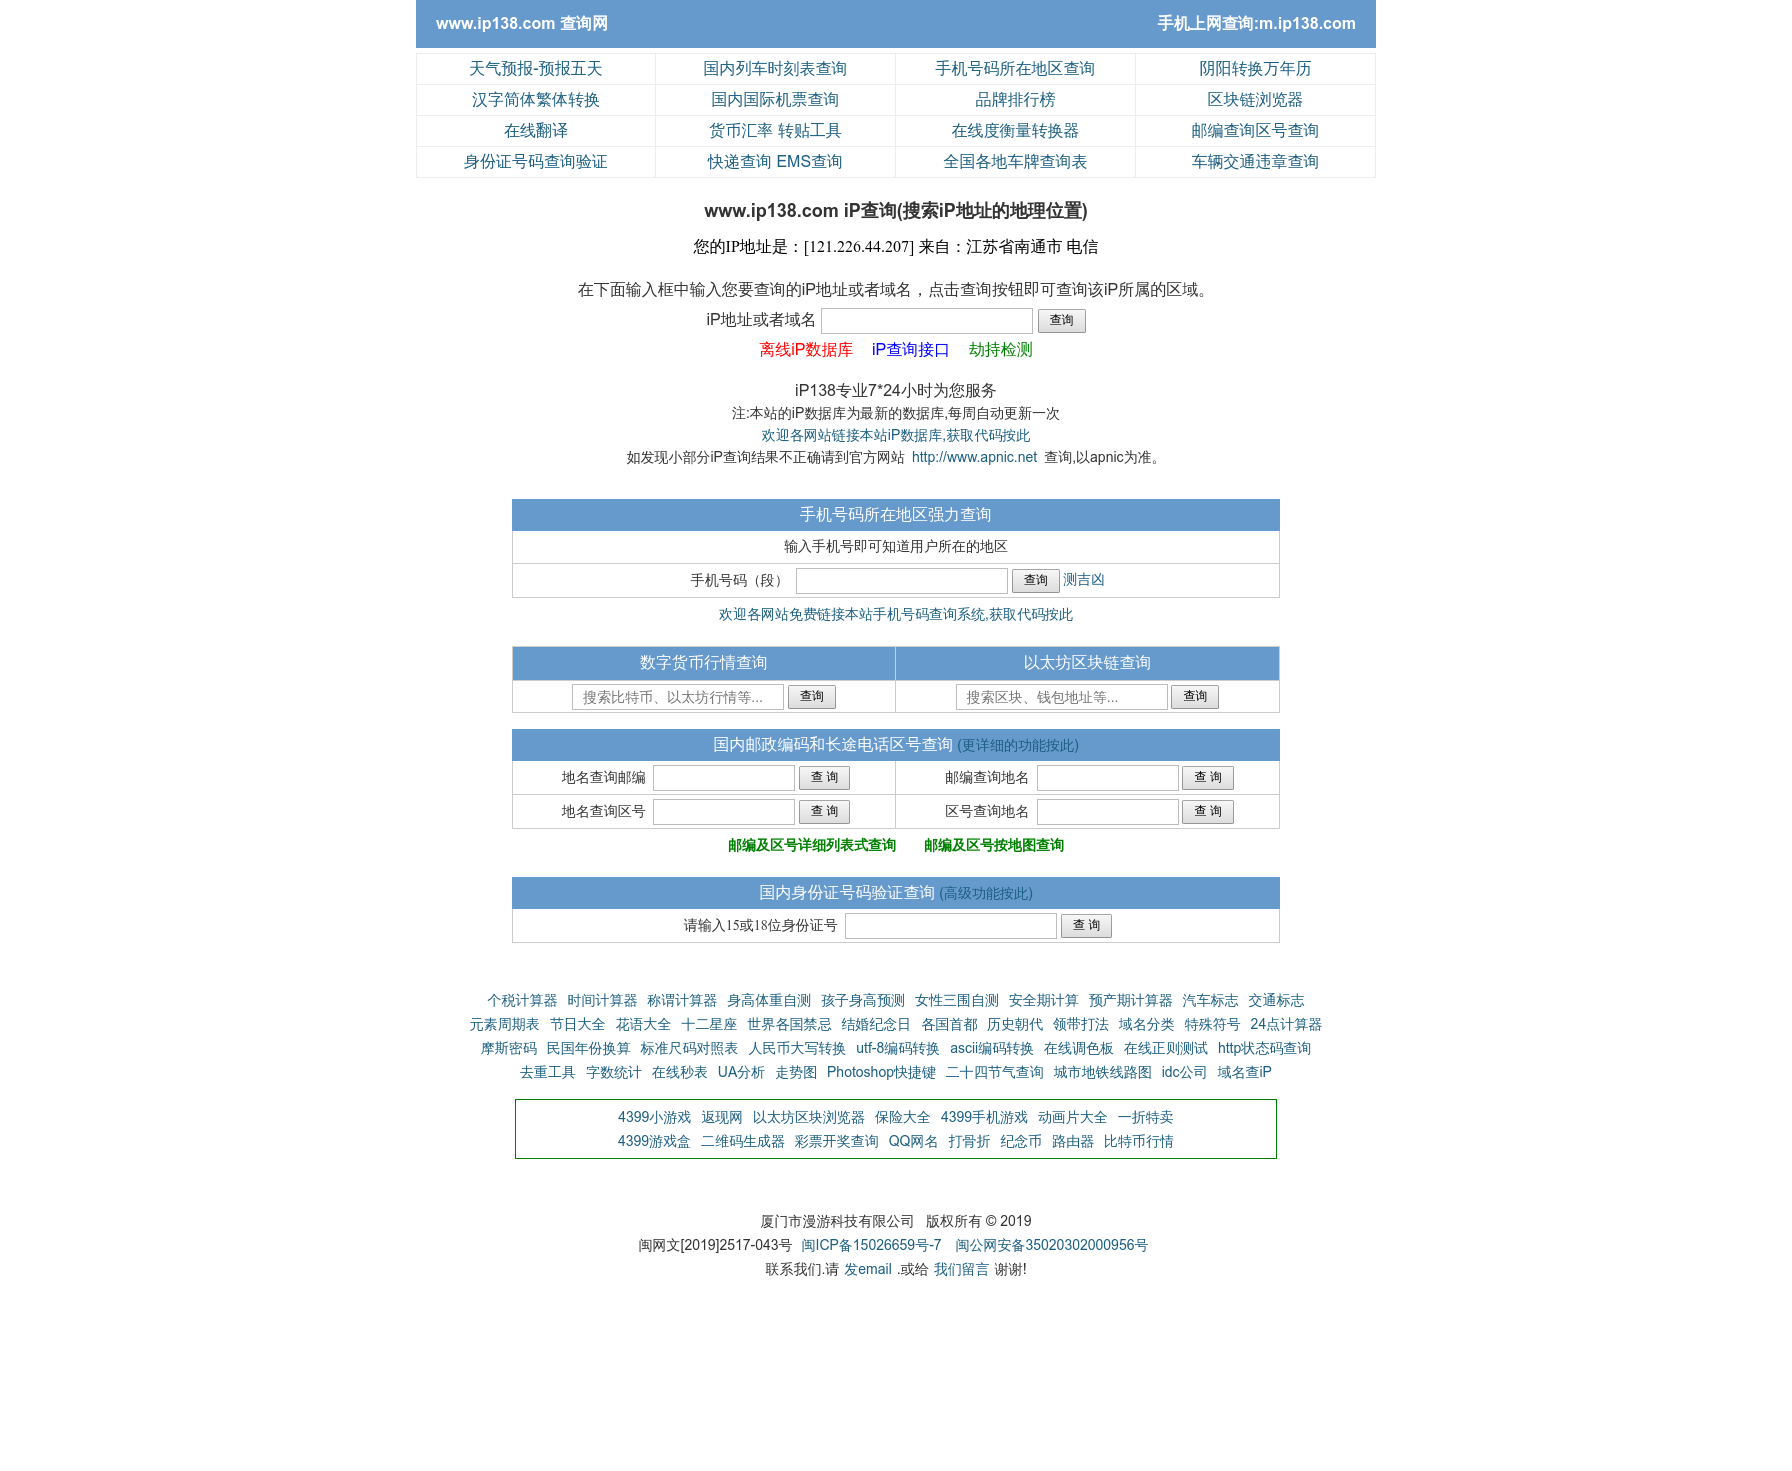 www.ip138.com 查询网 手机上网查询:m.ip138.com
天气预报-预报五天 国内列车时刻表查询 手机号码所在地区查询 阴阳转换万年历
汉字简体繁体转换 国内国际机票查询 品牌排行榜 区块链浏览器
在线翻译 货币汇率 转贴工具 在线度衡量转换器 邮编查询区号查询
身份证号码查询验证 快递查询 EMS查询 全国各地车牌查询表 车辆交通违章查询
www.ip138.com iP查询(搜索iP地址的地理位置)
您的IP地址是：[121.226.44.207] 来自：江苏省南通市 电信
在下面输入框中输入您要查询的iP地址或者域名，点击查询按钮即可查询该iP所属的区域。
iP地址或者域名 查询
离线iP数据库 iP查询接口 劫持检测
iP138专业7*24小时为您服务
注:本站的iP数据库为最新的数据库,每周自动更新一次
欢迎各网站链接本站iP数据库,获取代码按此
如发现小部分iP查询结果不正确请到官方网站 http://www.apnic.net 查询,以apnic为准。
手机号码所在地区强力查询
输入手机号即可知道用户所在的地区
手机号码（段） 查询 测吉凶
欢迎各网站免费链接本站手机号码查询系统,获取代码按此
数字货币行情查询 以太坊区块链查询
搜索比特币、以太坊行情等... 查询 搜索区块、钱包地址等... 查询
国内邮政编码和长途电话区号查询 (更详细的功能按此)
地名查询邮编 查 询 邮编查询地名 查 询
地名查询区号 查 询 区号查询地名 查 询
邮编及区号详细列表式查询 邮编及区号按地图查询
国内身份证号码验证查询 (高级功能按此)
请输入15或18位身份证号 查 询
个税计算器 时间计算器 称谓计算器 身高体重自测 孩子身高预测 女性三围自测 安全期计算 预产期计算器 汽车标志 交通标志
元素周期表 节日大全 花语大全 十二星座 世界各国禁忌 结婚纪念日 各国首都 历史朝代 领带打法 域名分类 特殊符号 24点计算器
摩斯密码 民国年份换算 标准尺码对照表 人民币大写转换 utf-8编码转换 ascii编码转换 在线调色板 在线正则测试 http状态码查询
去重工具 字数统计 在线秒表 UA分析 走势图 Photoshop快捷键 二十四节气查询 城市地铁线路图 idc公司 域名查iP
4399小游戏 返现网 以太坊区块浏览器 保险大全 4399手机游戏 动画片大全 一折特卖
4399游戏盒 二维码生成器 彩票开奖查询 QQ网名 打骨折 纪念币 路由器 比特币行情
厦门市漫游科技有限公司 版权所有 © 2019
闽网文[2019]2517-043号 闽ICP备15026659号-7 闽公网安备35020302000956号
联系我们.请 发email .或给 我们留言 谢谢!